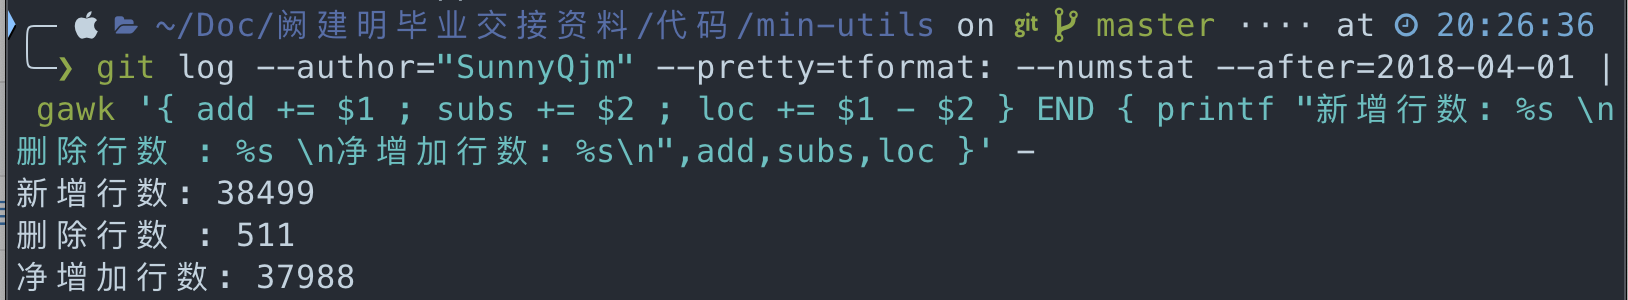 ~/Doc/阙建明毕业交接资料/代码/min-utils on git master ···· at 20:26:36
❯ git log --author="SunnyQjm" --pretty=tformat: --numstat --after=2018-04-01 |
gawk '{ add += $1 ; subs += $2 ; loc += $1 - $2 } END { printf "新增行数: %s \n
删除行数 : %s \n净增加行数: %s\n",add,subs,loc }' -
新增行数: 38499
删除行数 : 511
净增加行数: 37988